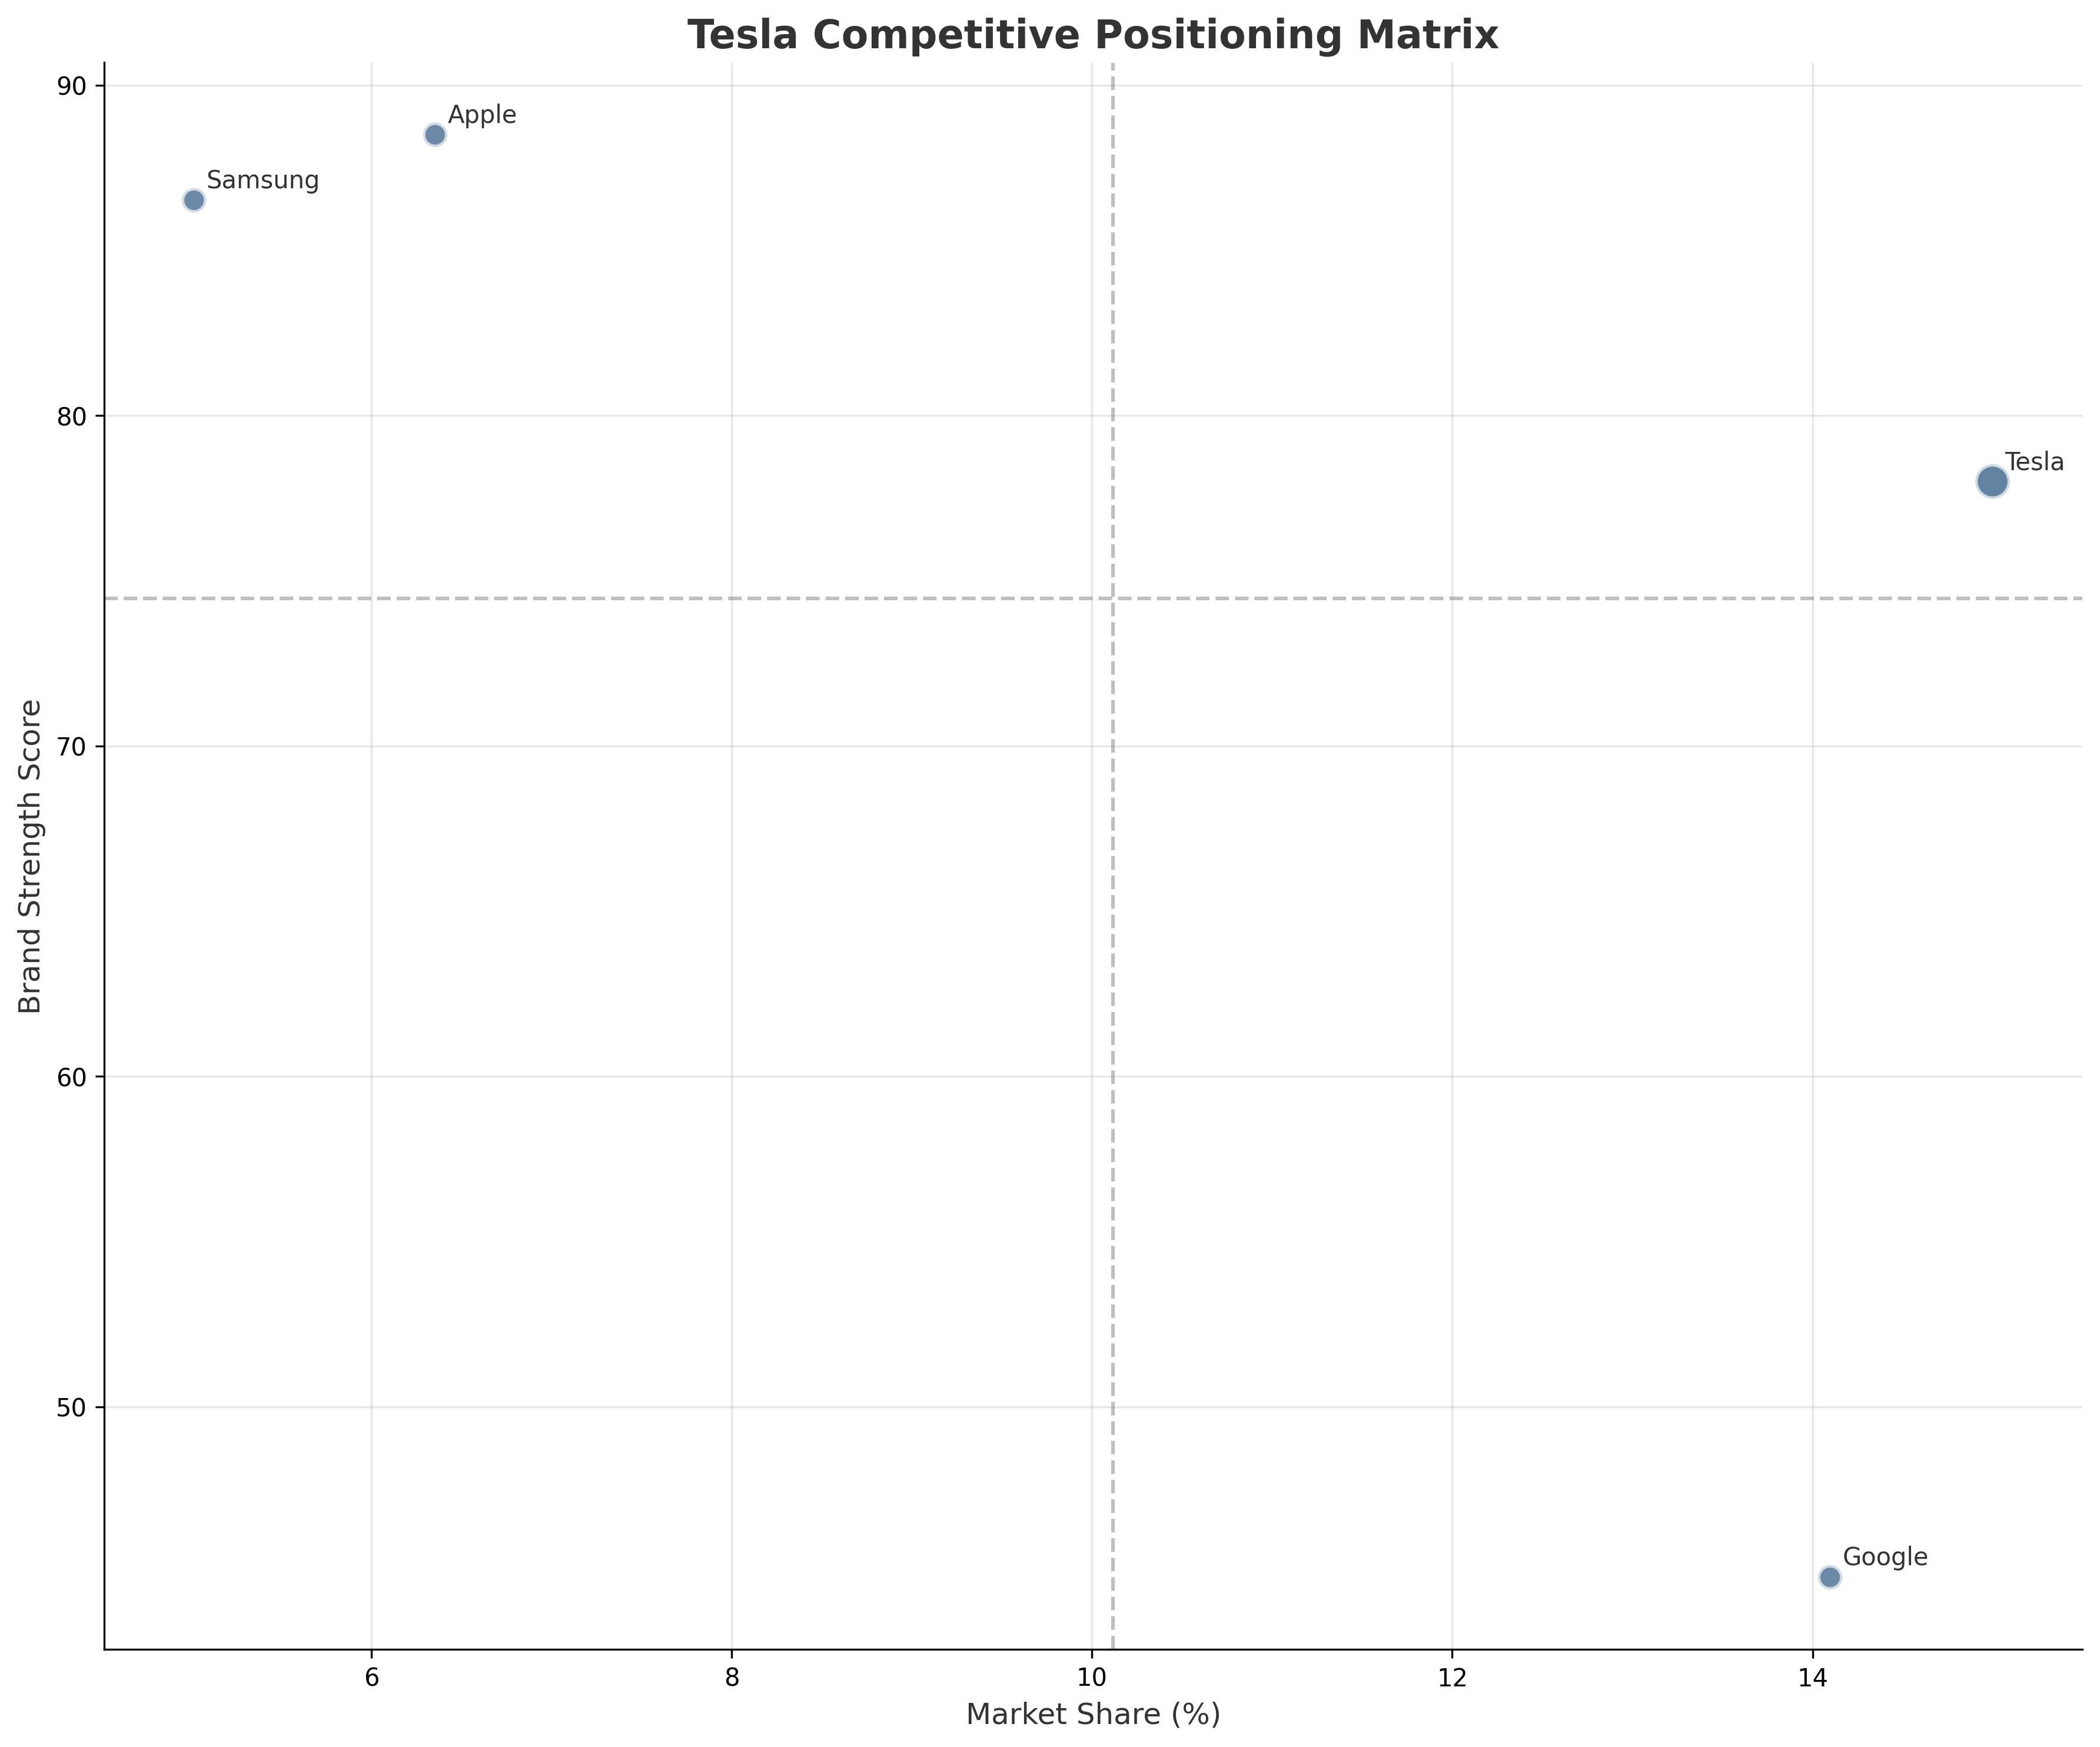 Tesla Competitive Positioning Matrix
90
Apple
Samsung
80
Tesla
Brand Strength Score
70
60
50
Google
6
8
10
12
14
Market Share (%)